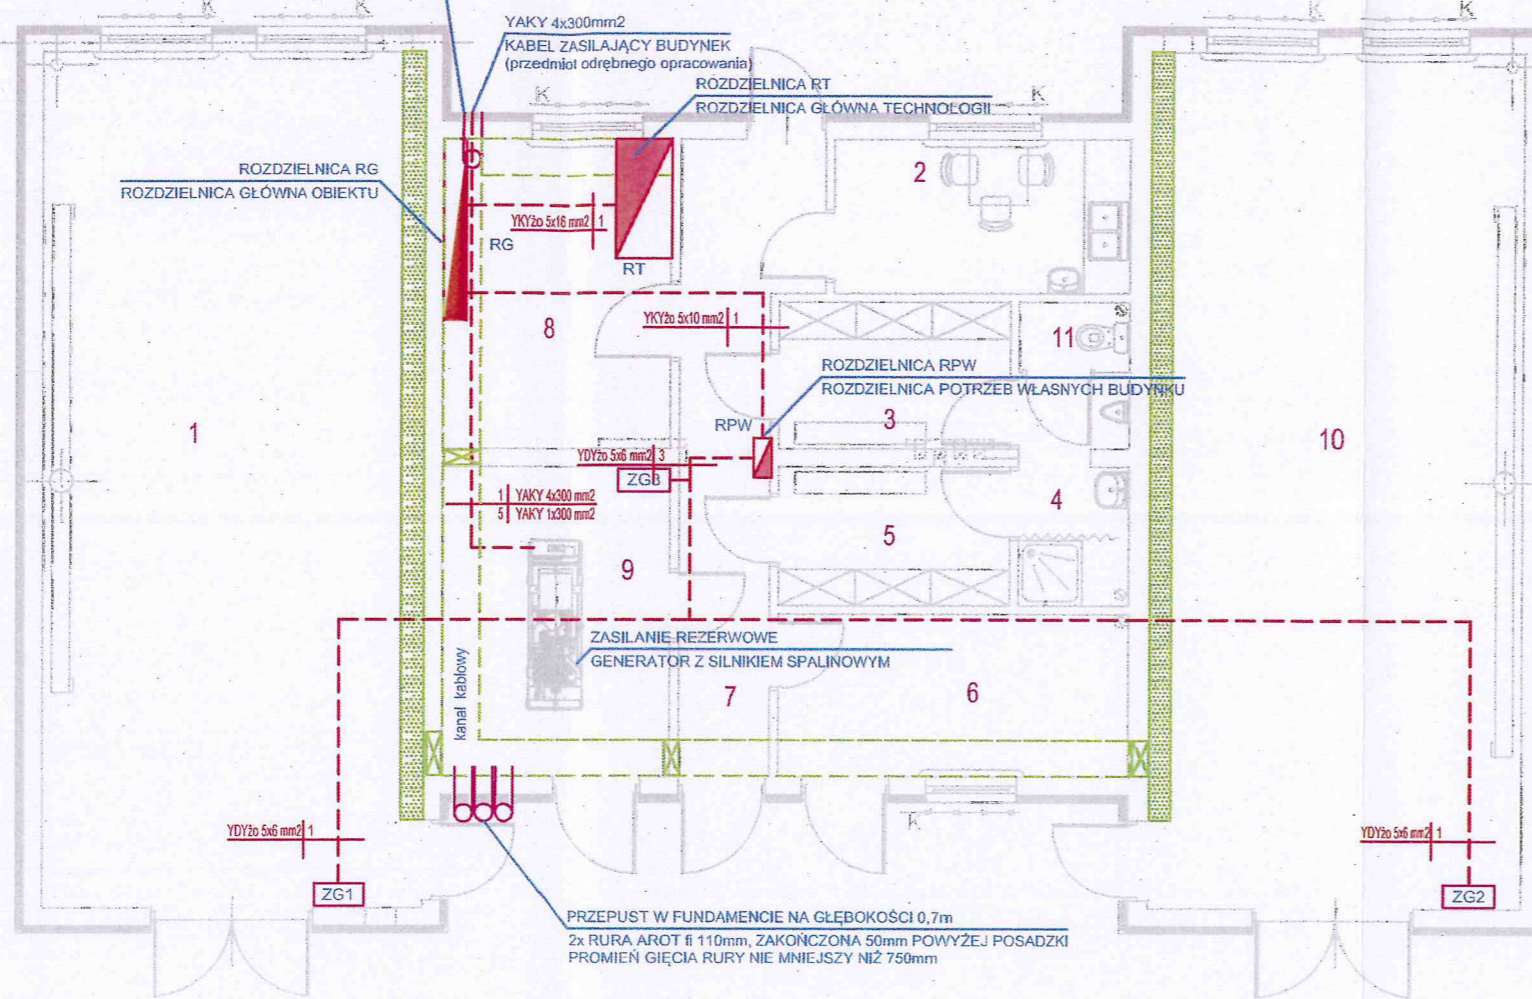 K
K
K
K
YAKY 4x300mm2
KABEL ZASILAJĄCY BUDYNEK
(przedmiot odrębnego opracowania)
ROZDZIELNICA RT
ROZDZIELNICA GŁÓWNA TECHNOLOGII
K
K
ROZDZIELNICA RG
ROZDZIELNICA GŁÓWNA OBIEKTU
2
YKYżo 5x16 mm2 1
RG
RT
8
YKYżo 5x10 mm2 1
11
ROZDZIELNICA RPW
ROZDZIELNICA POTRZEB WŁASNYCH BUDYNKU
1
RPW
3
10
YDYżo 5x6 mm2 3
ZG3
1 YAKY 4x300 mm2
5 YAKY 1x300 mm2
4
5
9
ZASILANIE REZERWOWE
GENERATOR Z SILNIKIEM SPALINOWYM
kanał kablowy
7
6
K
YDYżo 5x6 mm2 1
YDYżo 5x6 mm2 1
ZG1
ZG2
PRZEPUST W FUNDAMENCIE NA GŁĘBOKOŚCI 0,7m
2x RURA AROT fi 110mm, ZAKOŃCZONA 50mm POWYŻEJ POSADZKI
PROMIEŃ GIĘCIA RURY NIE MNIEJSZY NIŻ 750mm